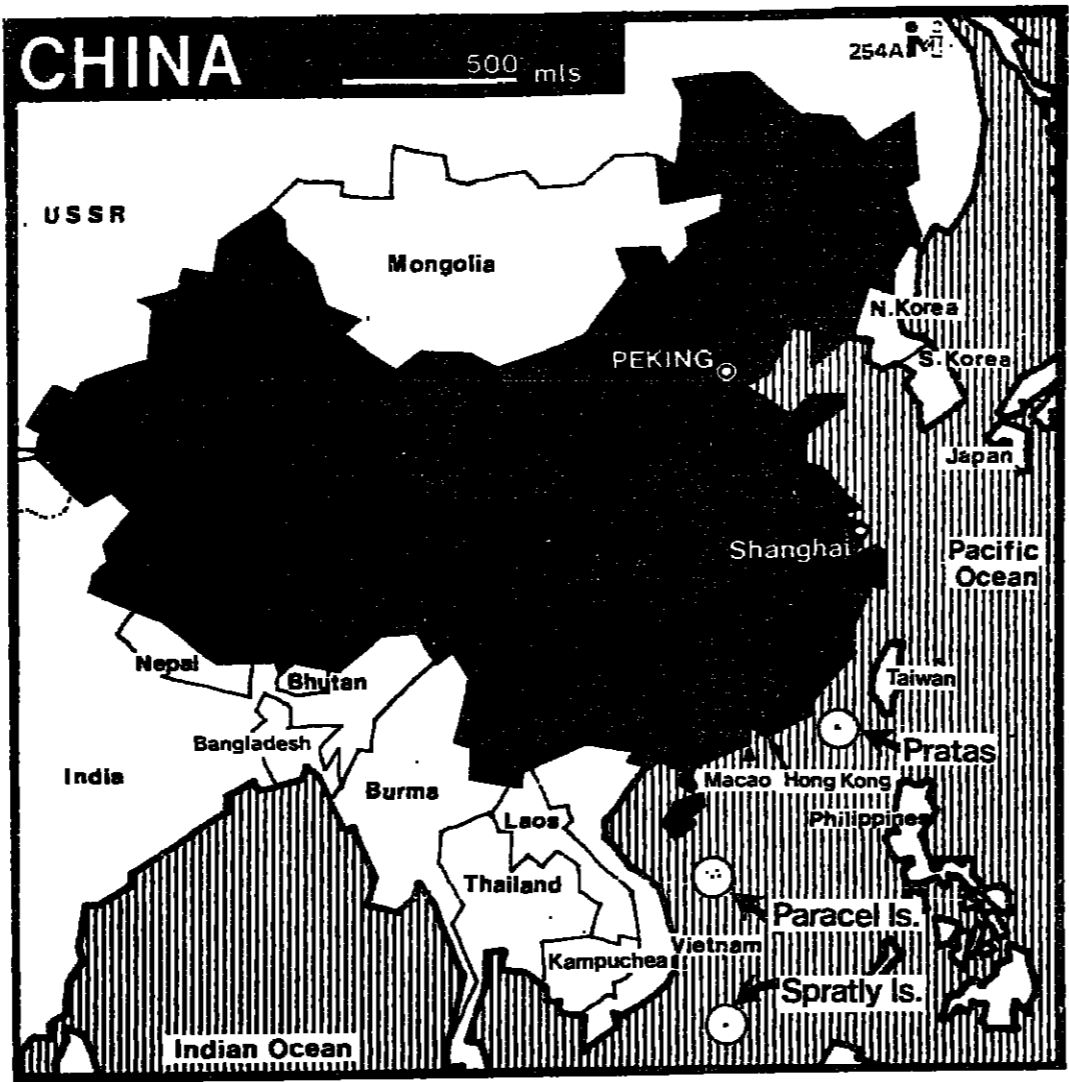 CHINA
500 mls
254A
USSR
Mongolia
N.Korea
PEKING
S.Korea
Japan
Shanghai
Pacific
Ocean
Nepal
Bhutan
Taiwan
Bangladesh
Pratas
India
Burma
Macao
Hong Kong
Laos
Philippines
Thailand
Paracel Is.
Vietnam
Kampuchea
Spratly Is.
Indian Ocean